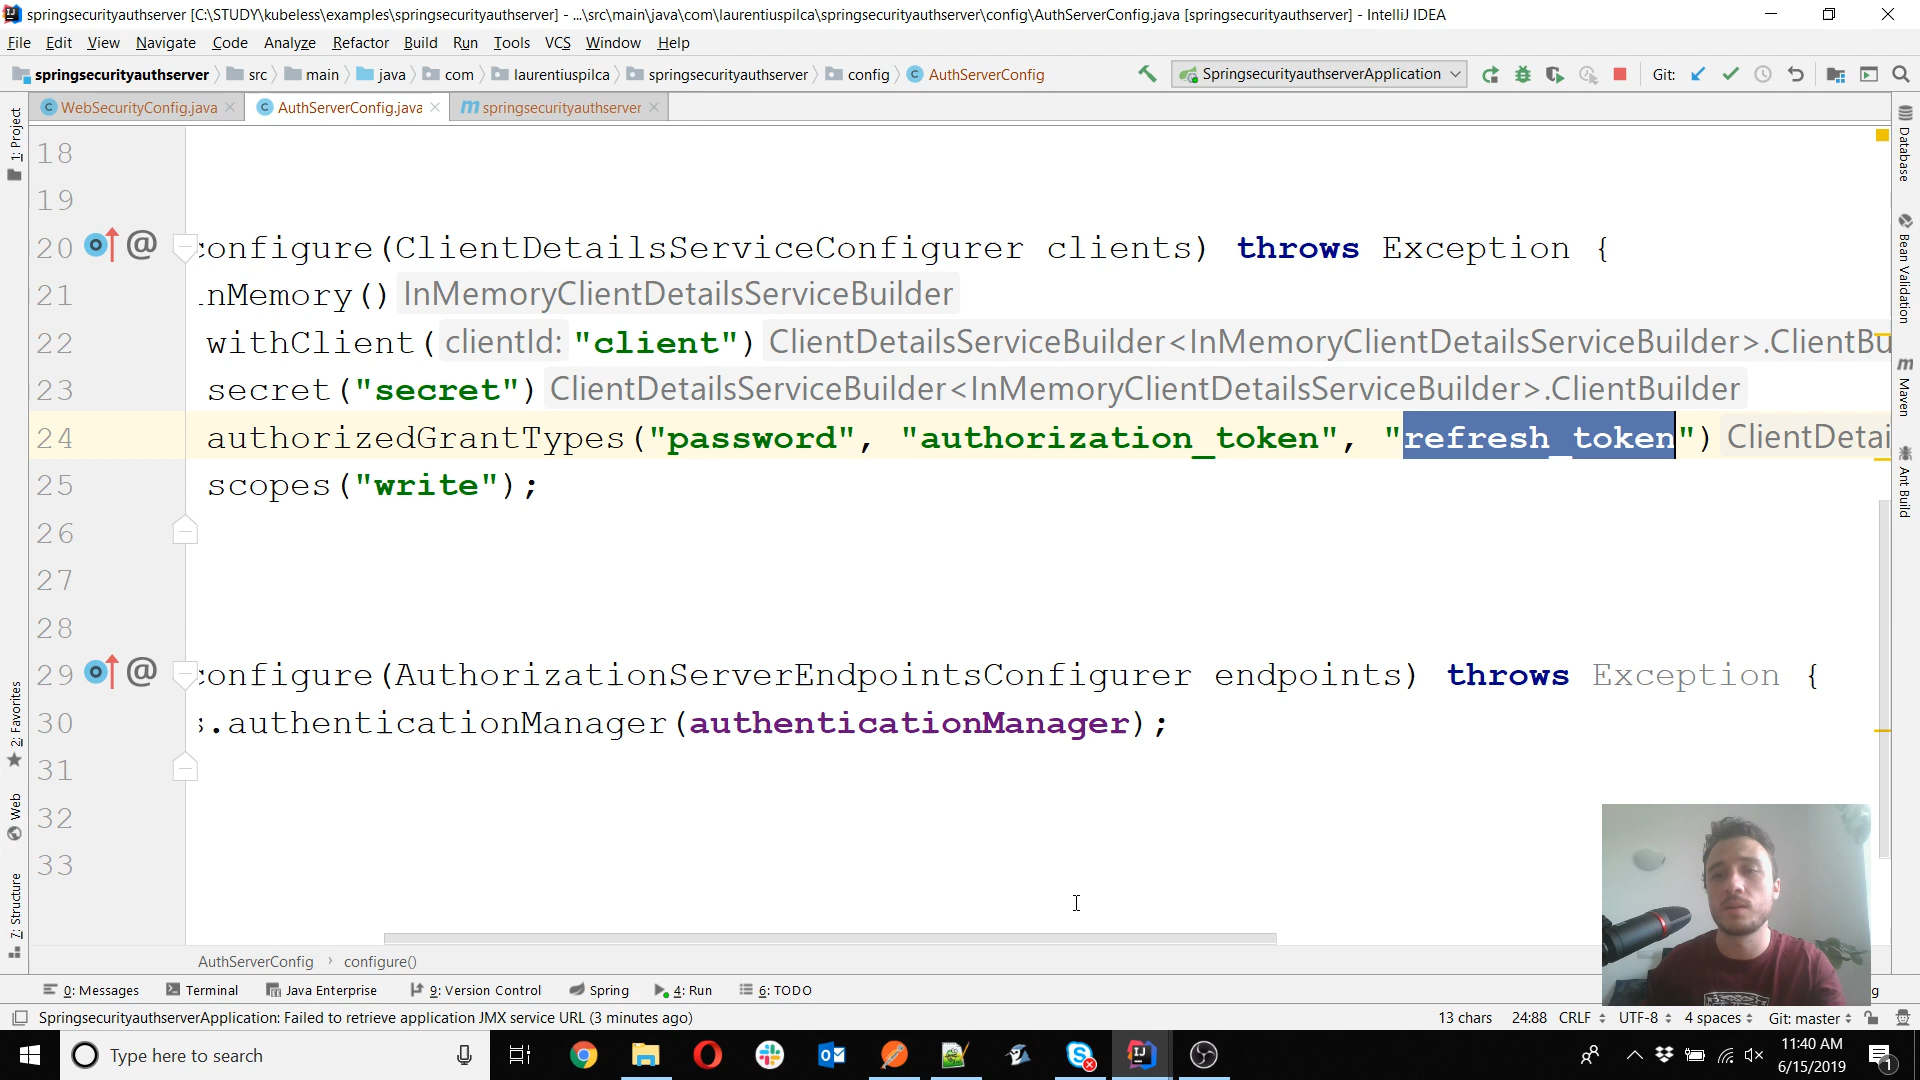 springsecurityauthserver [C:\STUDY\kubeless\examples\springsecurityauthserver] - ...\src\main\java\com\laurentiuspilca\springsecurityauthserver\config\AuthServerConfig.java [springsecurityauthserver] - IntelliJ IDEA
File Edit View Navigate Code Analyze Refactor Build Run Tools VCS Window Help
springsecurityauthserver src main java com laurentiuspilca springsecurityauthserver config AuthServerConfig SpringsecurityauthserverApplication Git:
WebSecurityConfig.java AuthServerConfig.java springsecurityauthserver
1: Project
2: Favorites
Web
7: Structure
Database
Bean Validation
Maven
Ant Build
18
19
20 configure(ClientDetailsServiceConfigurer clients) throws Exception {
21 inMemory() InMemoryClientDetailsServiceBuilder
22 withClient( clientId: "client") ClientDetailsServiceBuilder<InMemoryClientDetailsServiceBuilder>.ClientBu
23 secret("secret") ClientDetailsServiceBuilder<InMemoryClientDetailsServiceBuilder>.ClientBuilder
24 authorizedGrantTypes("password", "authorization_token", "refresh_token") ClientDetai
25 scopes("write");
26
27
28
29 configure(AuthorizationServerEndpointsConfigurer endpoints) throws Exception {
30 s.authenticationManager(authenticationManager);
31
32
33
AuthServerConfig configure()
0: Messages Terminal Java Enterprise 9: Version Control Spring 4: Run 6: TODO
SpringsecurityauthserverApplication: Failed to retrieve application JMX service URL (3 minutes ago) 13 chars 24:88 CRLF UTF-8 4 spaces Git: master
Type here to search
11:40 AM
6/15/2019
1